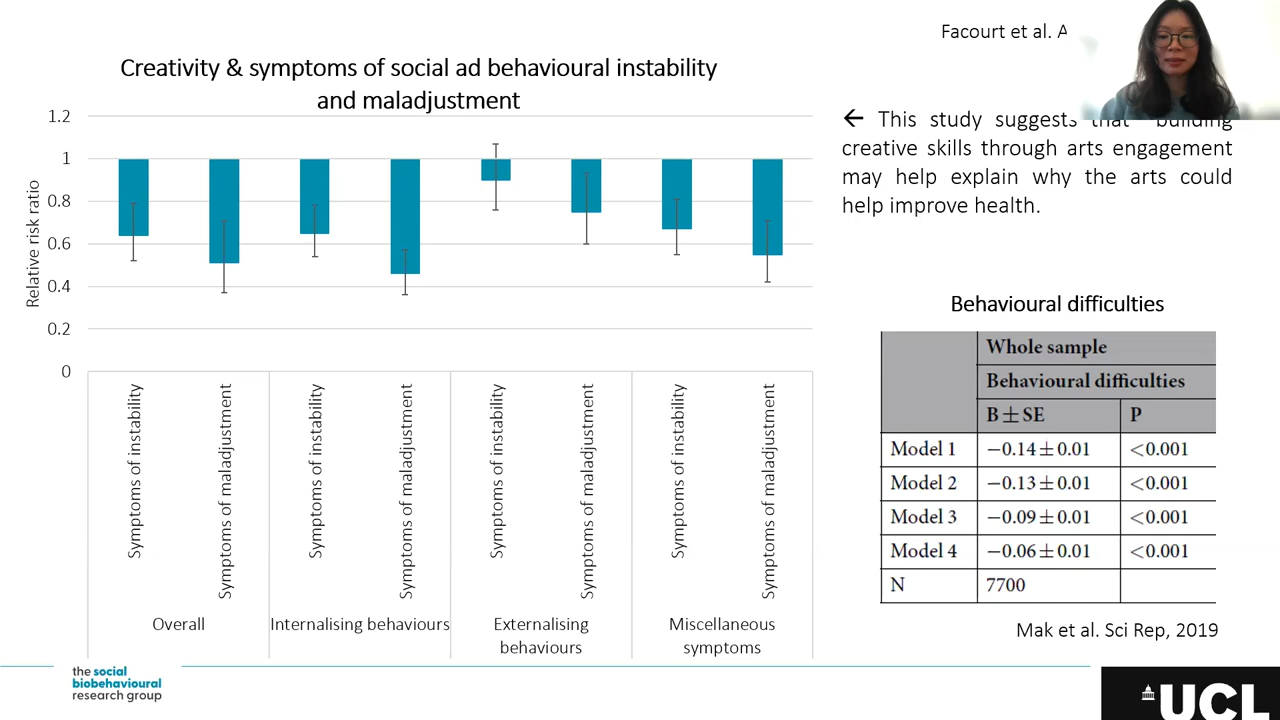 Facourt et al. A
Creativity & symptoms of social ad behavioural instability
and maladjustment
1.2
1
0.8
0.6
0.4
0.2
0
Relative risk ratio
Symptoms of instability
Symptoms of maladjustment
Symptoms of instability
Symptoms of maladjustment
Symptoms of instability
Symptoms of maladjustment
Symptoms of instability
Symptoms of maladjustment
Overall
Internalising behaviours
Externalising
behaviours
Miscellaneous
symptoms
← This study suggests that building
creative skills through arts engagement
may help explain why the arts could
help improve health.
Behavioural difficulties
Whole sample
Behavioural difficulties
B ± SE P
Model 1 −0.14 ± 0.01 <0.001
Model 2 −0.13 ± 0.01 <0.001
Model 3 −0.09 ± 0.01 <0.001
Model 4 −0.06 ± 0.01 <0.001
N 7700
Mak et al. Sci Rep, 2019
the social
biobehavioural
research group
UCL